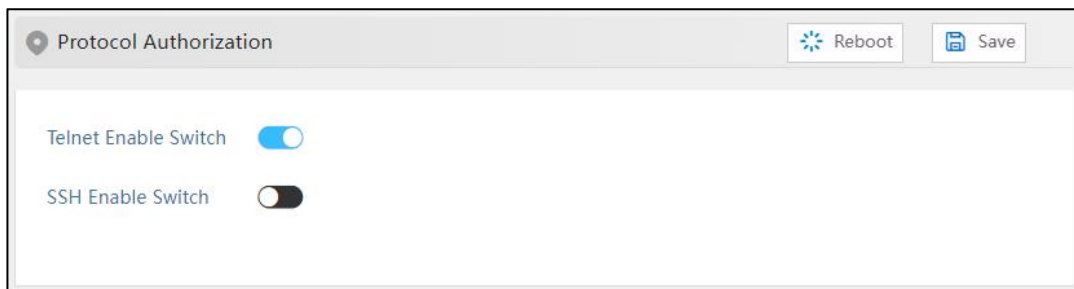 Protocol Authorization Reboot Save
Telnet Enable Switch
SSH Enable Switch